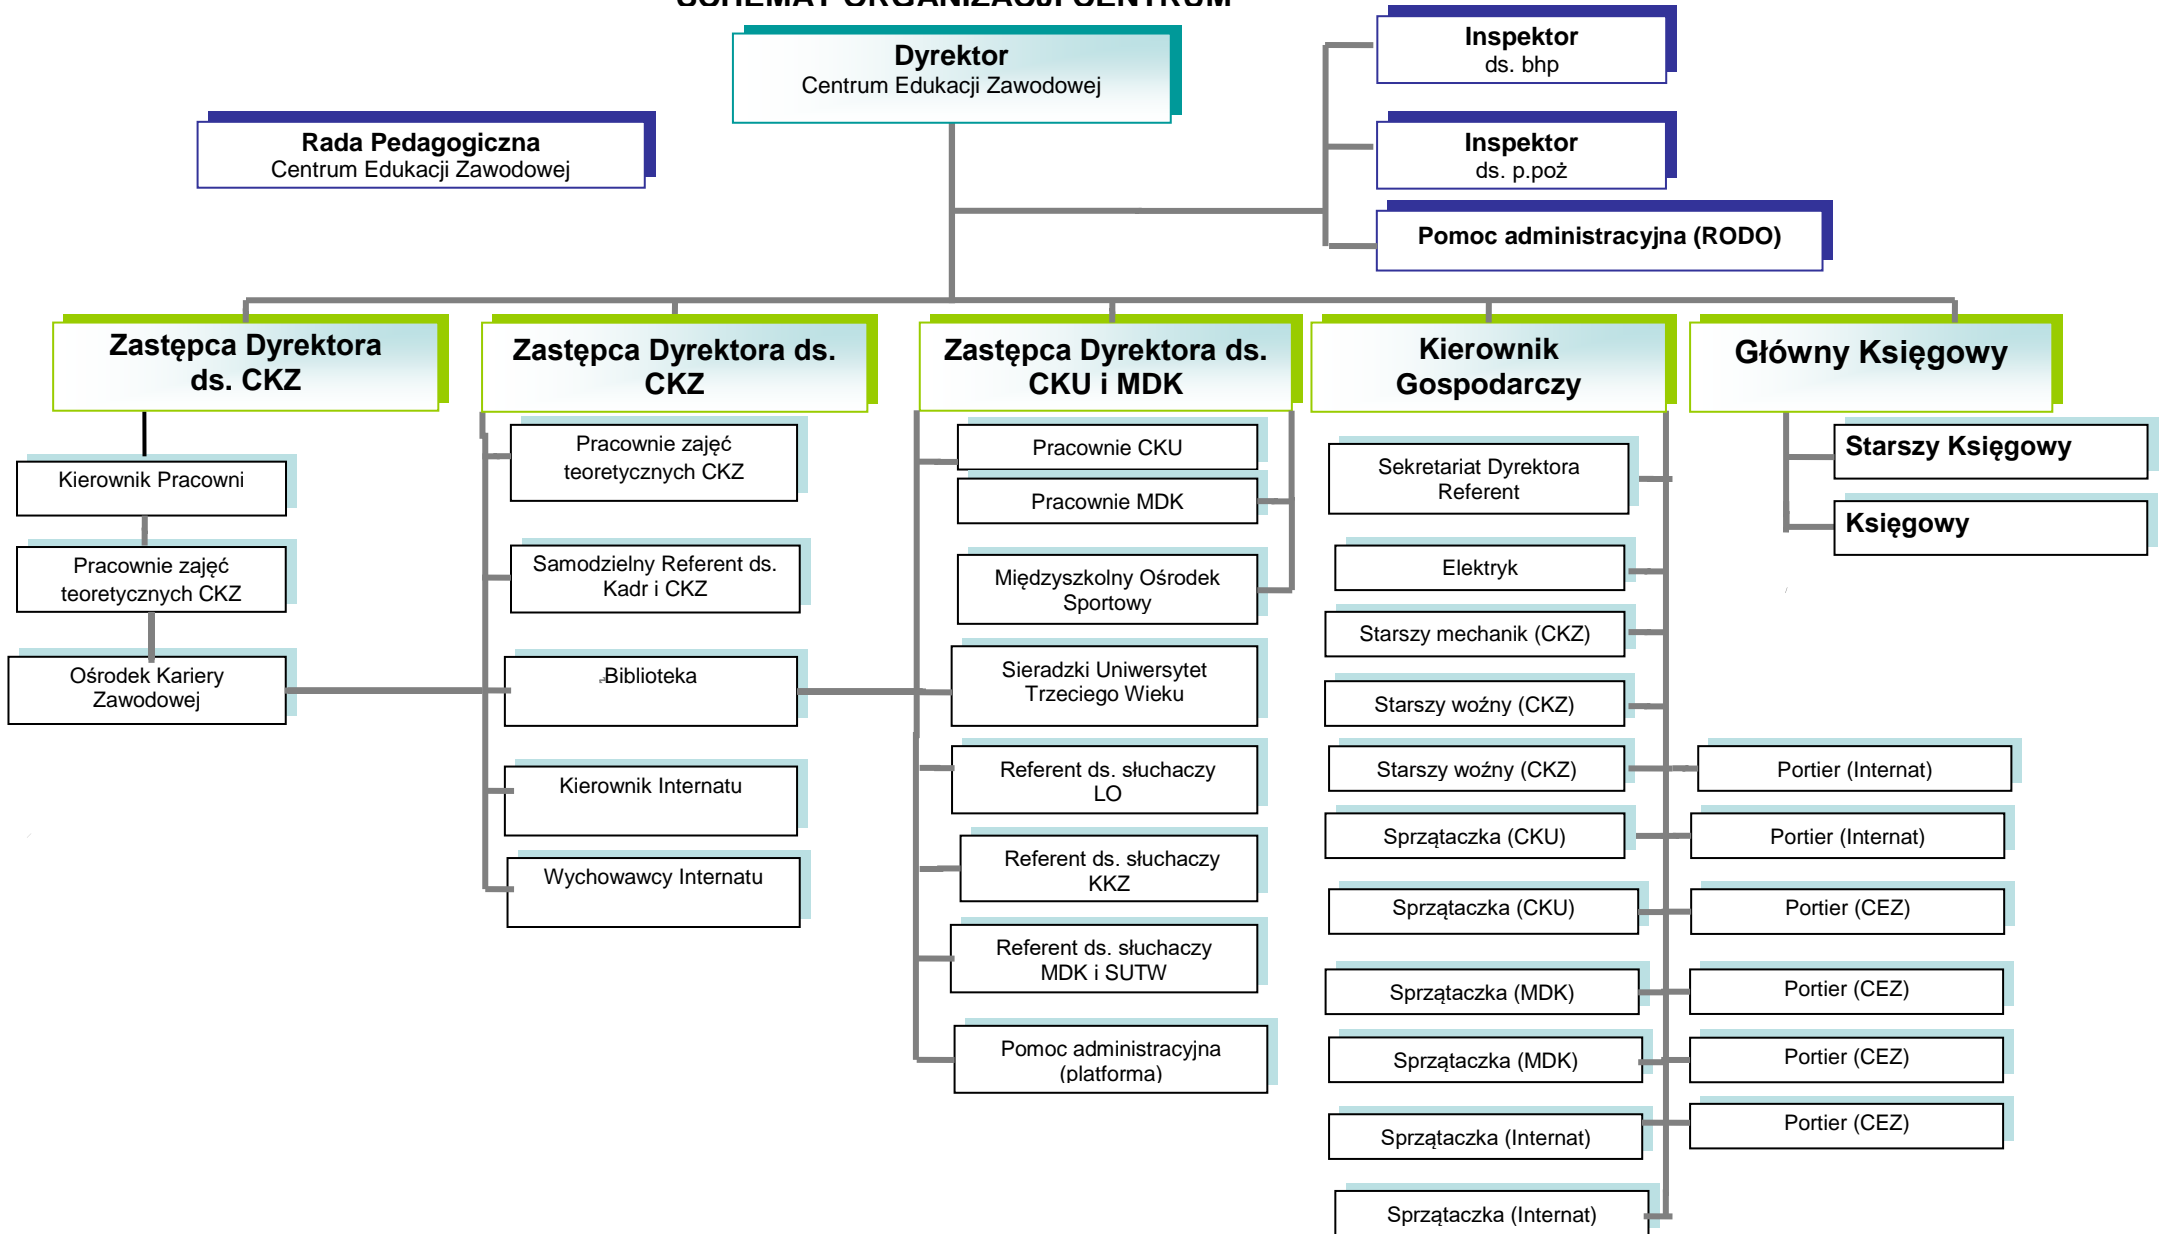 SCHEMAT ORGANIZACJI CENTRUM
Dyrektor
Centrum Edukacji Zawodowej
Inspektor
ds. bhp
Rada Pedagogiczna
Centrum Edukacji Zawodowej
Inspektor
ds. p.poż
Pomoc administracyjna (RODO)
Zastępca Dyrektora
ds. CKZ
Kierownik Pracowni
Pracownie zajęć
teoretycznych CKZ
Ośrodek Kariery
Zawodowej
Zastępca Dyrektora ds.
CKZ
Pracownie zajęć
teoretycznych CKZ
Samodzielny Referent ds.
Kadr i CKZ
Biblioteka
Kierownik Internatu
Wychowawcy Internatu
Zastępca Dyrektora ds.
CKU i MDK
Pracownie CKU
Pracownie MDK
Międzyszkolny Ośrodek
Sportowy
Sieradzki Uniwersytet
Trzeciego Wieku
Referent ds. słuchaczy
LO
Referent ds. słuchaczy
KKZ
Referent ds. słuchaczy
MDK i SUTW
Pomoc administracyjna
(platforma)
Kierownik
Gospodarczy
Sekretariat Dyrektora
Referent
Elektryk
Starszy mechanik (CKZ)
Starszy woźny (CKZ)
Starszy woźny (CKZ)
Sprzątaczka (CKU)
Sprzątaczka (CKU)
Sprzątaczka (MDK)
Sprzątaczka (MDK)
Sprzątaczka (Internat)
Sprzątaczka (Internat)
Portier (Internat)
Portier (Internat)
Portier (CEZ)
Portier (CEZ)
Portier (CEZ)
Portier (CEZ)
Główny Księgowy
Starszy Księgowy
Księgowy